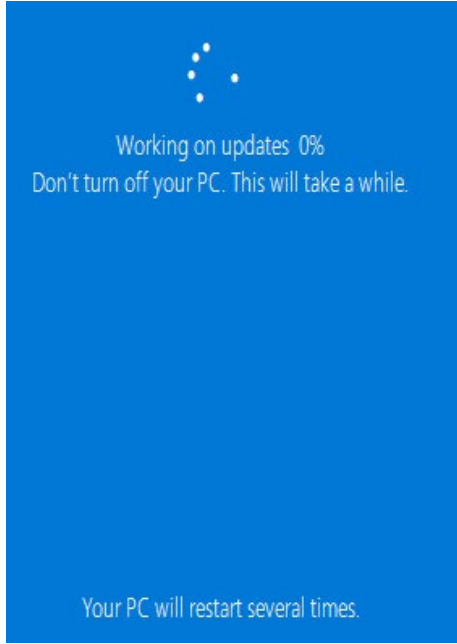 Working on updates 0%
Don't turn off your PC. This will take a while.
Your PC will restart several times.